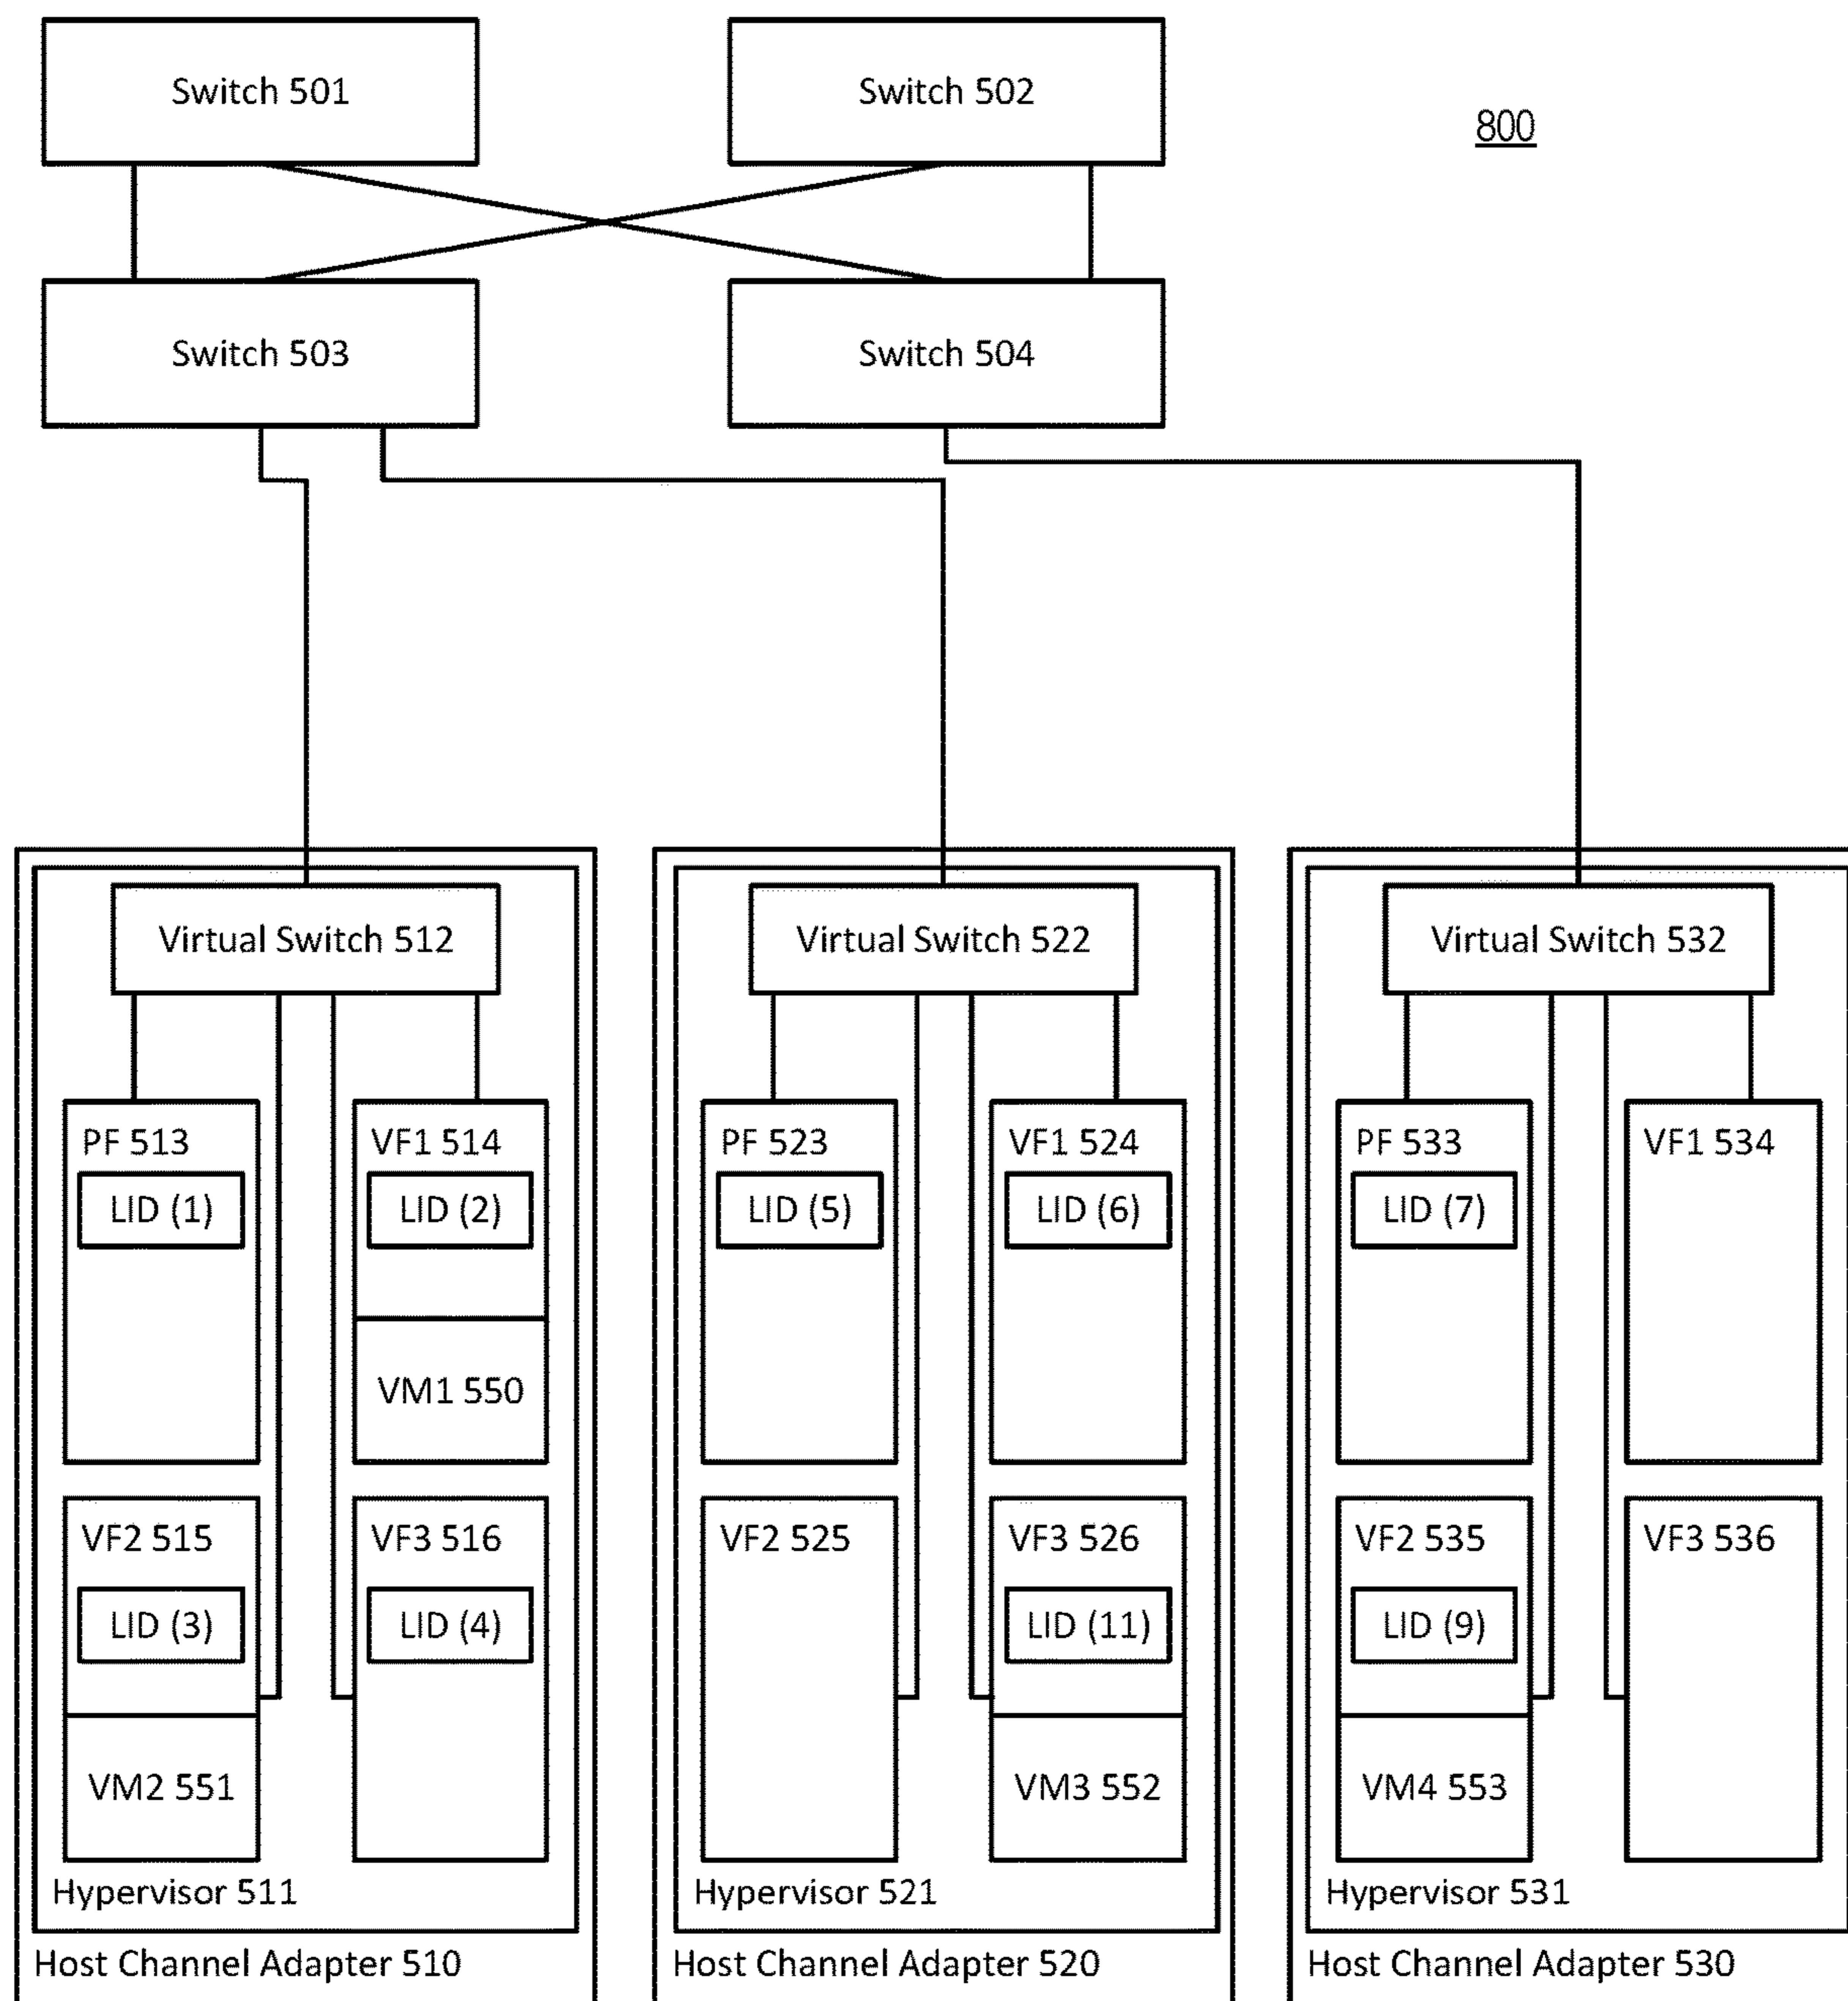 Switch 501
Switch 502
800
Switch 503
Switch 504
Virtual Switch 512
Virtual Switch 522
Virtual Switch 532
PF 513
LID (1)
VF1 514
LID (2)
VM1 550
VF2 515
LID (3)
VM2 551
VF3 516
LID (4)
Hypervisor 511
Host Channel Adapter 510
PF 523
LID (5)
VF1 524
LID (6)
VF2 525
VF3 526
LID (11)
VM3 552
Hypervisor 521
Host Channel Adapter 520
PF 533
LID (7)
VF1 534
VF2 535
LID (9)
VM4 553
VF3 536
Hypervisor 531
Host Channel Adapter 530